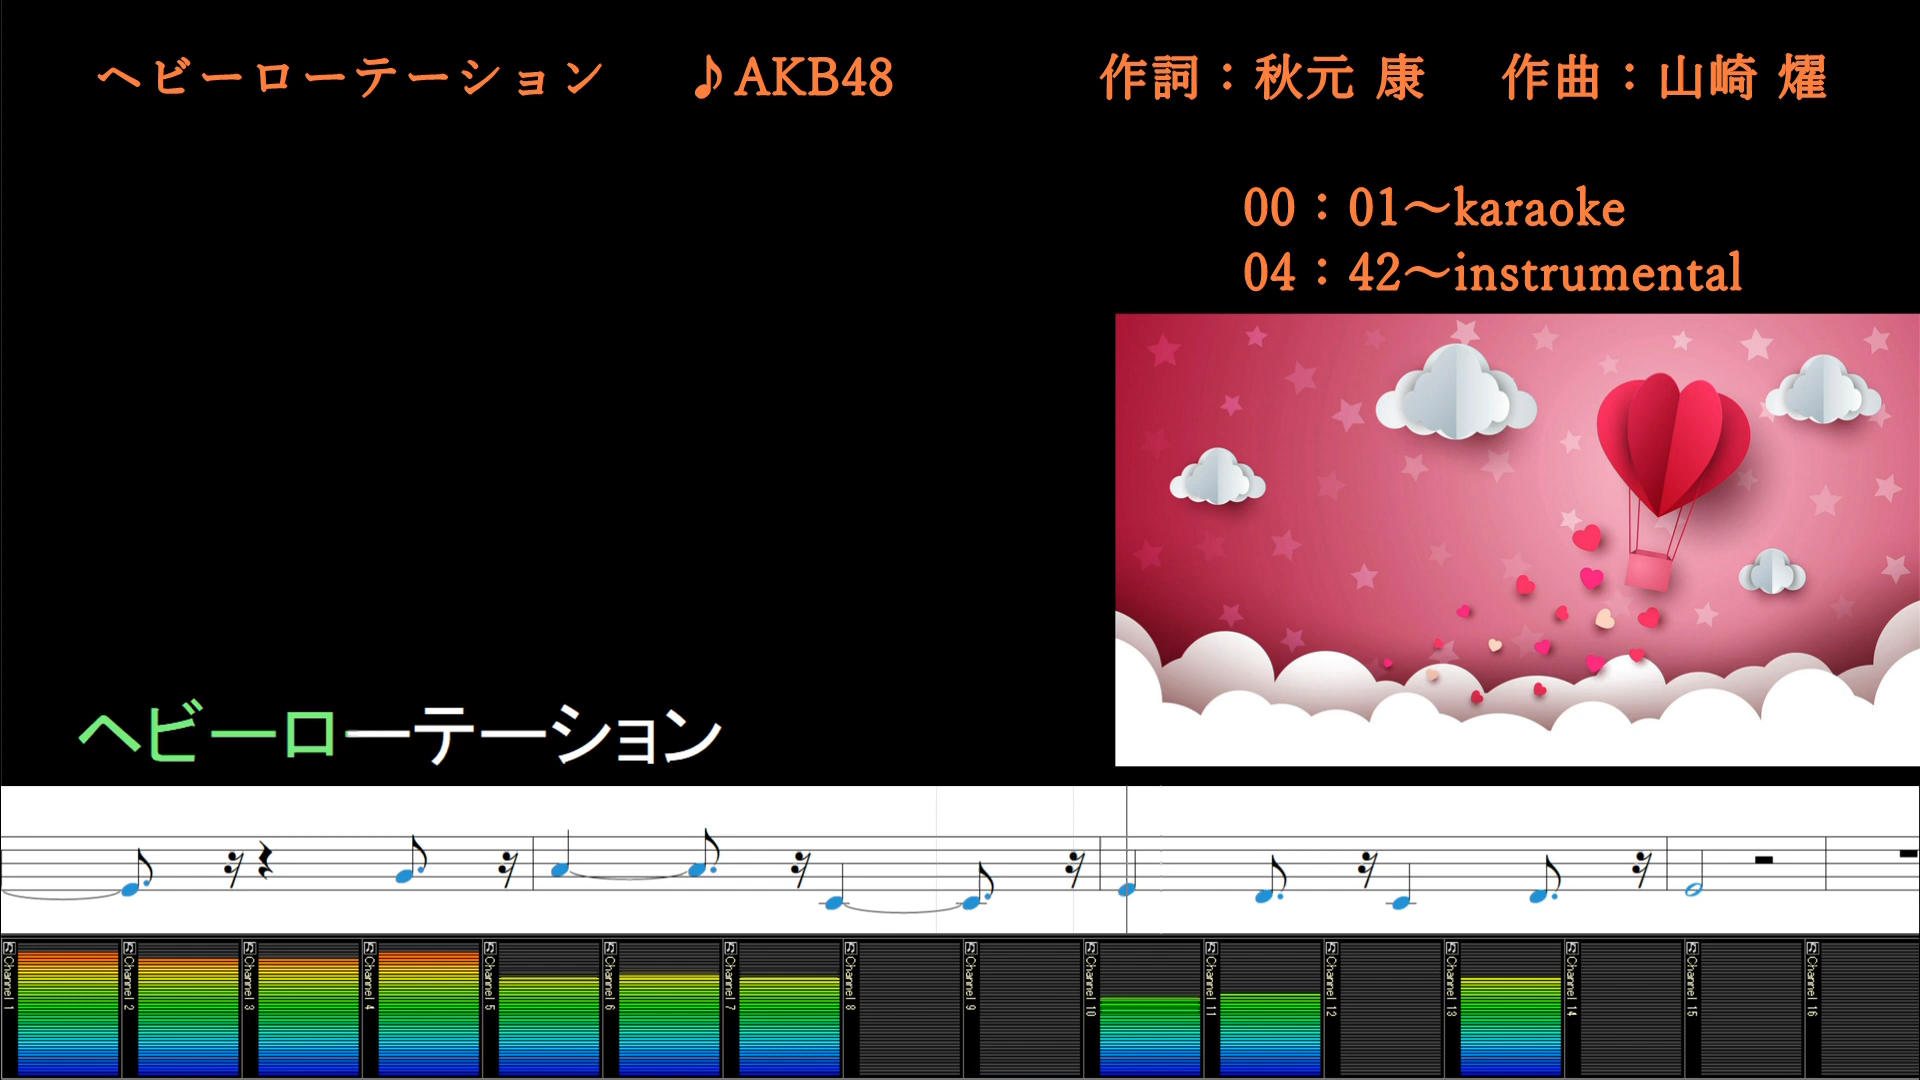 ヘビーローテーション ♪AKB48 作詞：秋元 康 作曲：山崎 燿
00：01～karaoke
04：42～instrumental
ヘビーローテーション
Channel 1 Channel 2 Channel 3 Channel 4 Channel 5 Channel 6 Channel 7 Channel 8 Channel 9 Channel 10 Channel 11 Channel 12 Channel 13 Channel 14 Channel 15 Channel 16